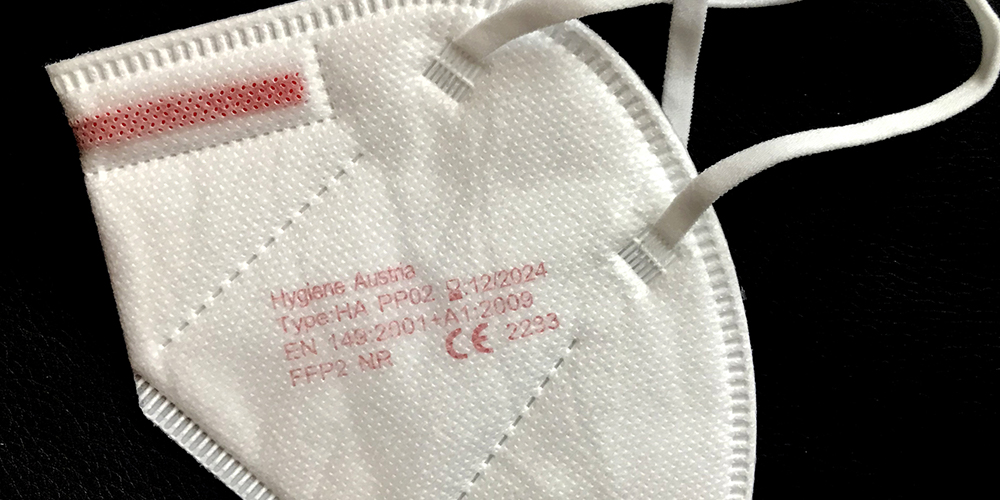 Hygiene Austria
Type:HA PP02 ⌛:12/2024
EN 149:2001+A1:2009
FFP2 NR CE 2233